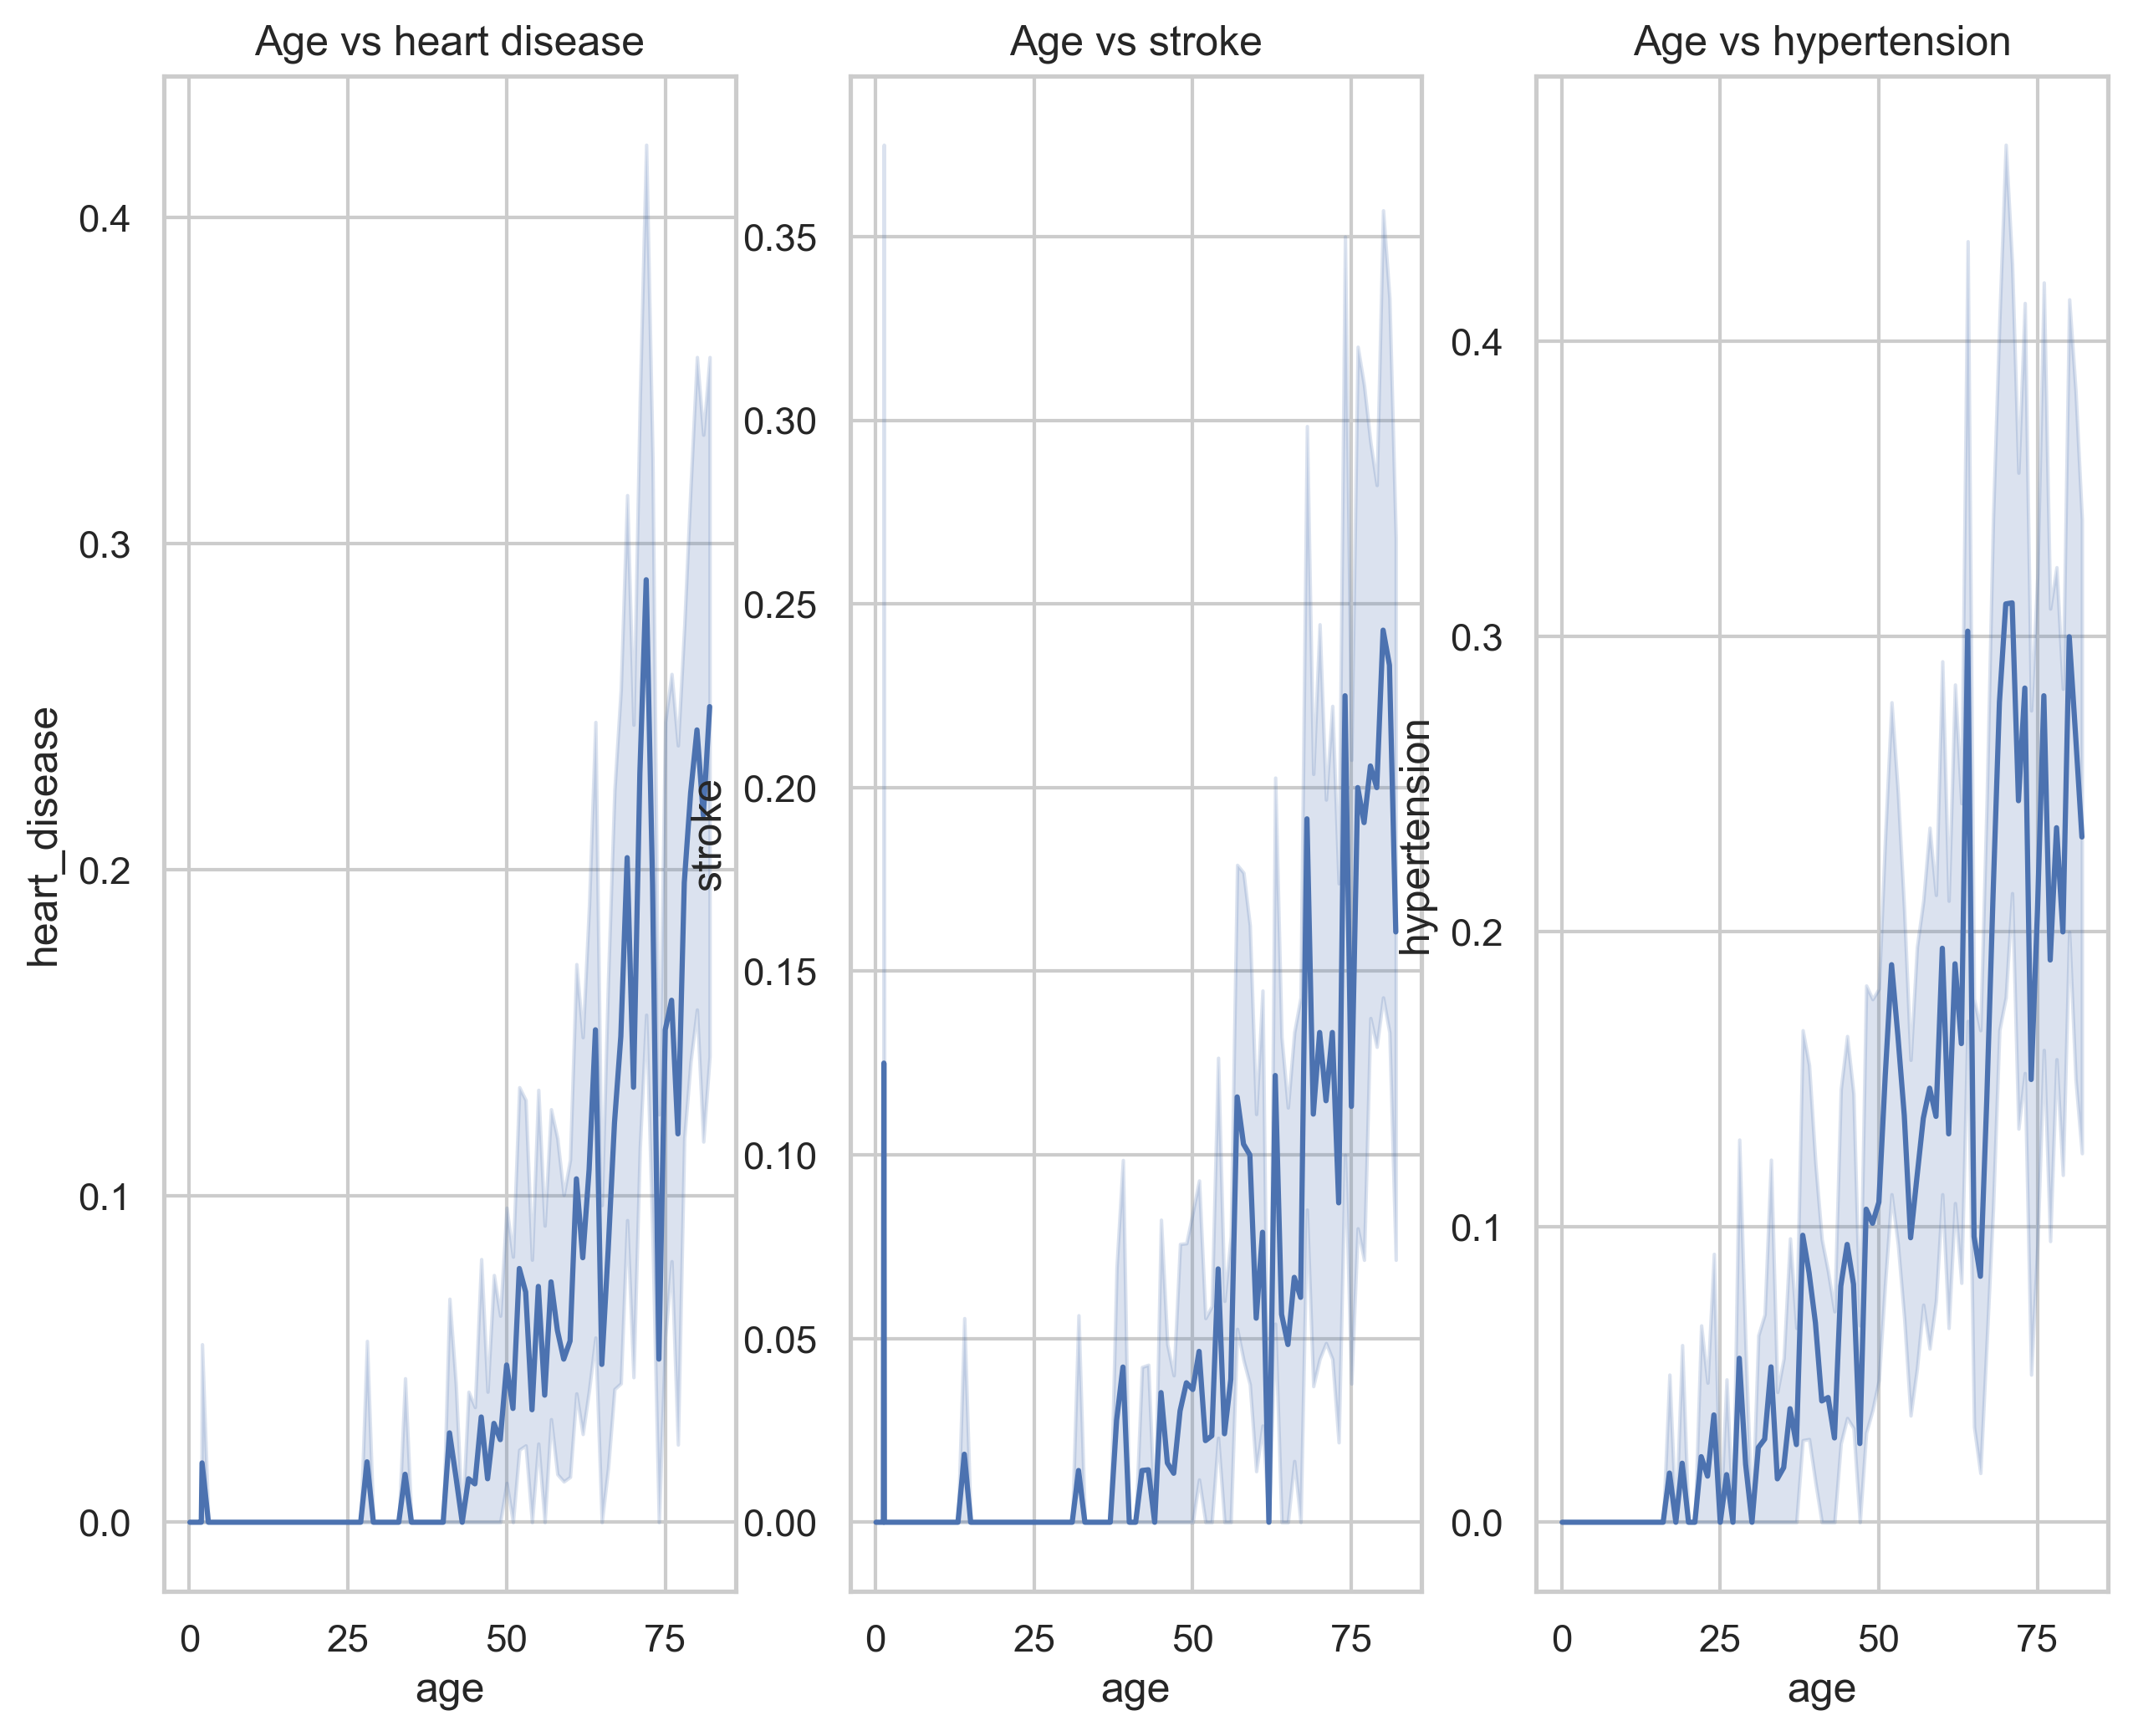 Age vs heart disease
heart_disease
0.4
0.3
0.2
0.1
0.0
0 25 50 75
age
Age vs stroke
stroke
0.35
0.30
0.25
0.20
0.15
0.10
0.05
0.00
0 25 50 75
age
Age vs hypertension
hypertension
0.4
0.3
0.2
0.1
0.0
0 25 50 75
age